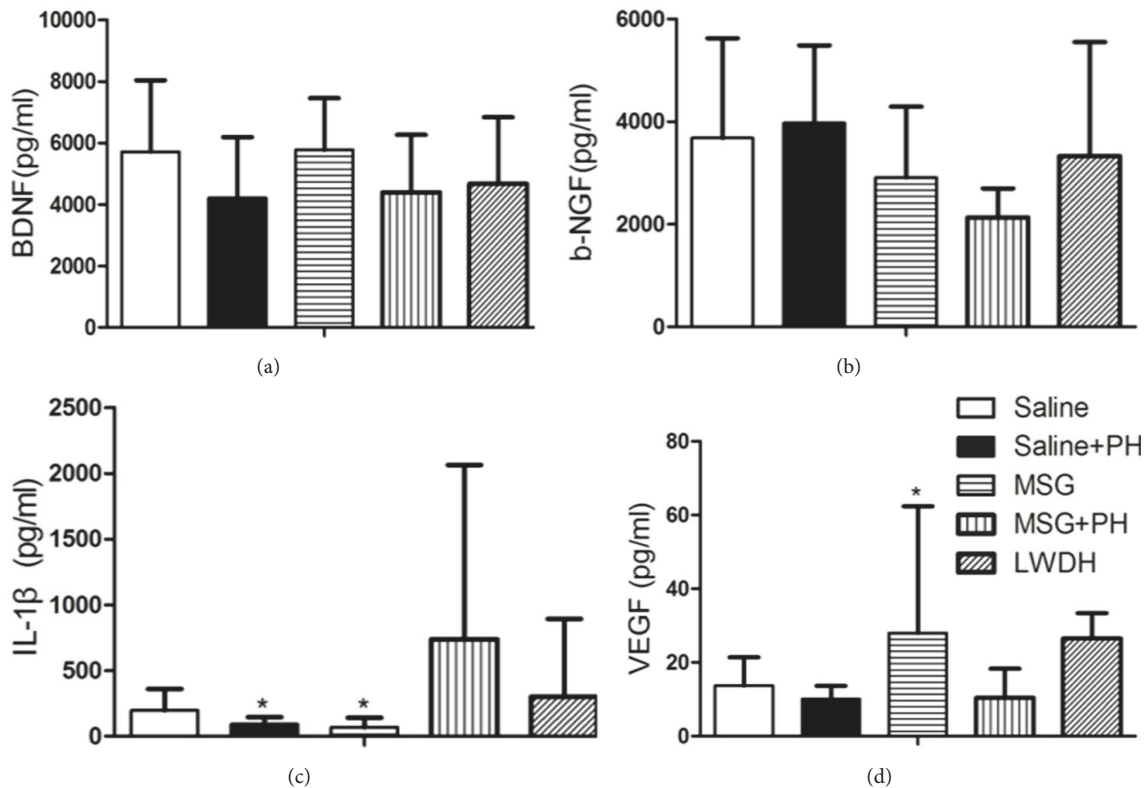 10000
8000
6000
4000
2000
0
BDNF(pg/ml)
(a)
6000
4000
2000
0
b-NGF(pg/ml)
(b)
2500
2000
1500
1000
500
0
IL-1β (pg/ml)
*
*
(c)
80
60
40
20
0
VEGF (pg/ml)
*
Saline
Saline+PH
MSG
MSG+PH
LWDH
(d)